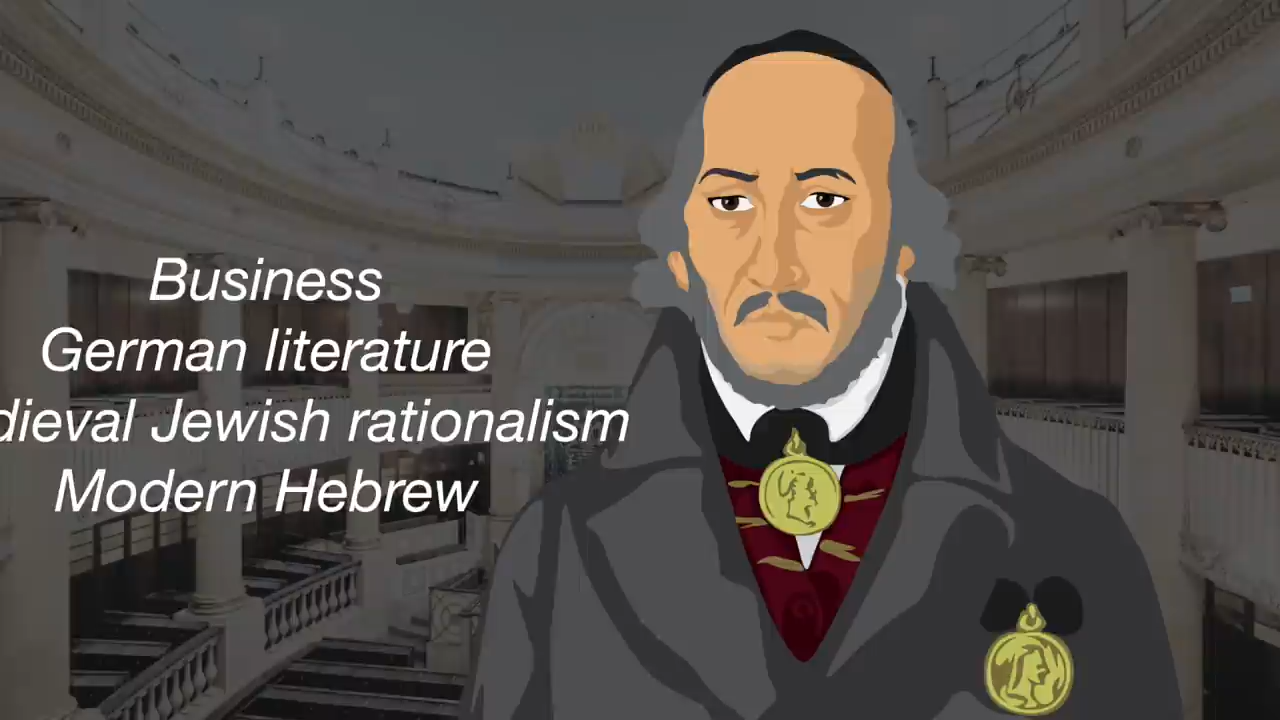 Business
German literature
dieval Jewish rationalism
Modern Hebrew